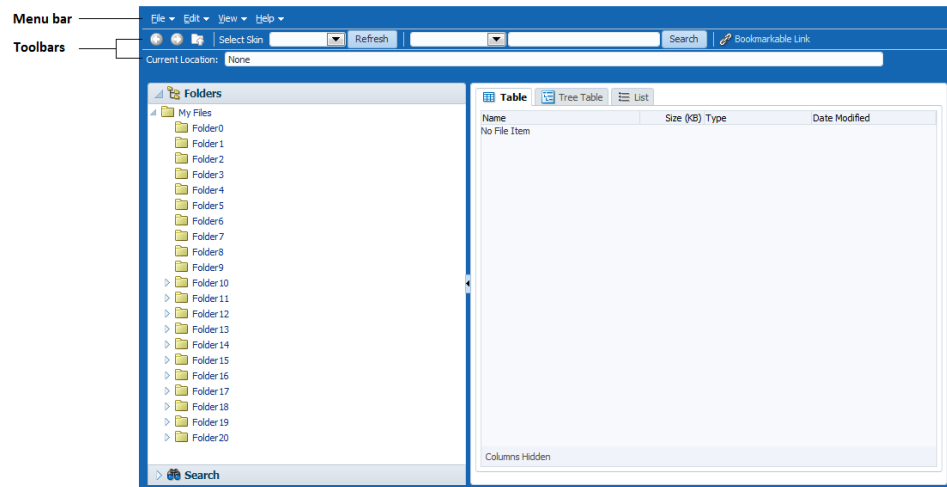 Menu bar
File Edit View Help
Toolbars
Select Skin Refresh Search Bookmarkable Link
Current Location: None
Folders
My Files
Folder0
Folder1
Folder2
Folder3
Folder4
Folder5
Folder6
Folder7
Folder8
Folder9
Folder10
Folder11
Folder12
Folder13
Folder14
Folder15
Folder16
Folder17
Folder18
Folder19
Folder20
Search
Table Tree Table List
Name Size (KB) Type Date Modified
No File Item
Columns Hidden